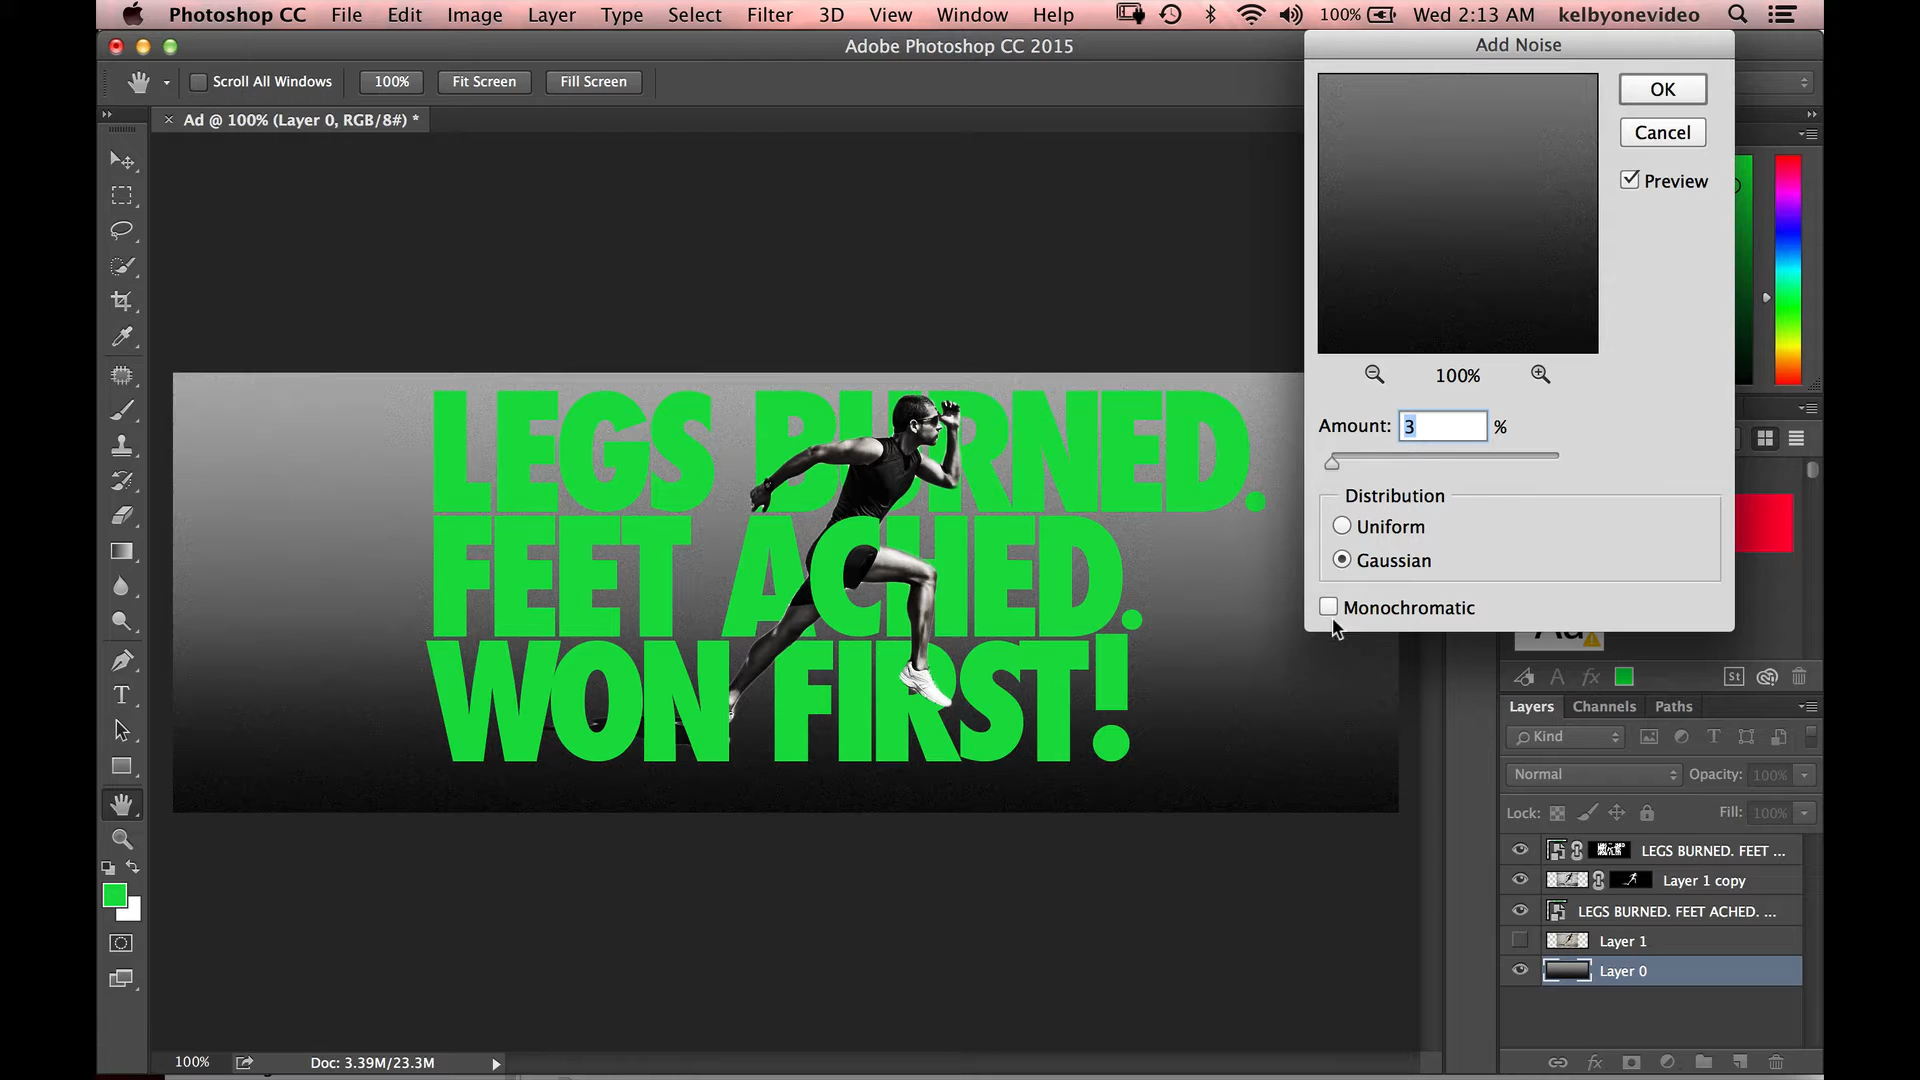 Photoshop CC File Edit Image Layer Type Select Filter 3D View Window Help 100% Wed 2:13 AM kelbyonevideo
Adobe Photoshop CC 2015
Add Noise
Scroll All Windows 100% Fit Screen Fill Screen
Ad @ 100% (Layer 0, RGB/8#) *
OK
Cancel
Preview
100%
Amount: 3 %
Distribution
Uniform
Gaussian
Monochromatic
LEGS BURNED.
FEET ACHED.
WON FIRST!
T
A fx St
Layers Channels Paths
Kind T
Normal Opacity: 100%
Lock: Fill: 100%
LEGS BURNED. FEET ...
Layer 1 copy
LEGS BURNED. FEET ACHED. ...
Layer 1
Layer 0
fx
100% Doc: 3.39M/23.3M